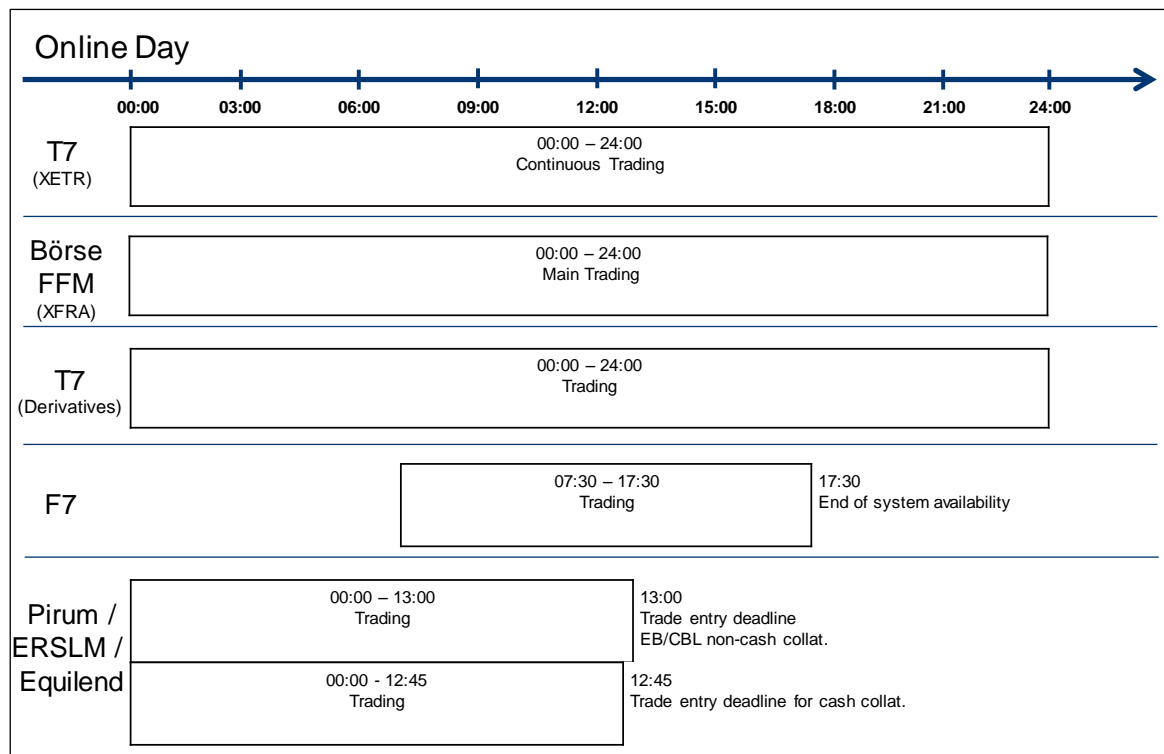 Online Day
00:00 03:00 06:00 09:00 12:00 15:00 18:00 21:00 24:00
T7
(XETR)
00:00 – 24:00
Continuous Trading
Börse
FFM
(XFRA)
00:00 – 24:00
Main Trading
T7
(Derivatives)
00:00 – 24:00
Trading
F7
07:30 – 17:30
Trading
17:30
End of system availability
Pirum /
ERSLM /
Equilend
00:00 – 13:00
Trading
13:00
Trade entry deadline
EB/CBL non-cash collat.
00:00 - 12:45
Trading
12:45
Trade entry deadline for cash collat.